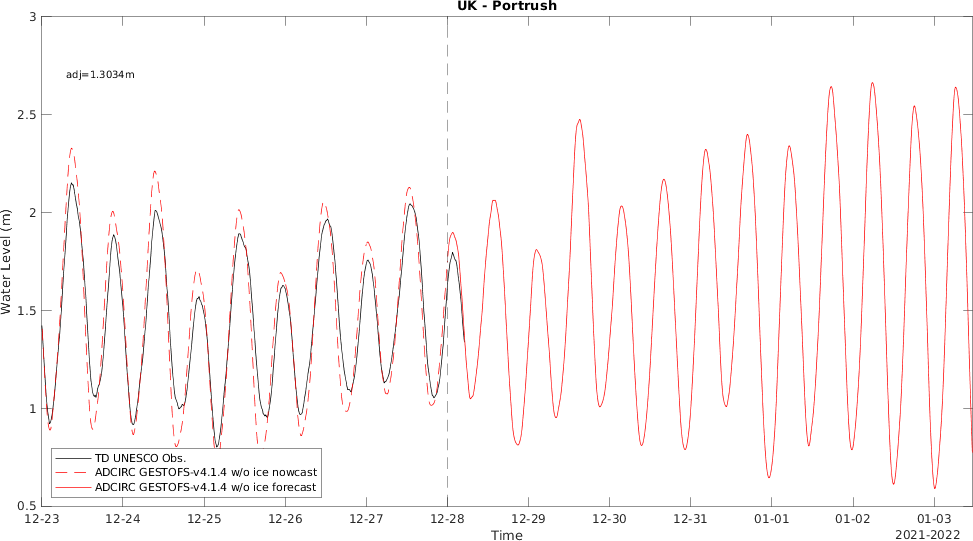 UK - Portrush
3
2.5
2
1.5
1
0.5
Water Level (m)
adj=1.3034m
TD UNESCO Obs.
ADCIRC GESTOFS-v4.1.4 w/o ice nowcast
ADCIRC GESTOFS-v4.1.4 w/o ice forecast
12-23 12-24 12-25 12-26 12-27 12-28 12-29 12-30 12-31 01-01 01-02 01-03
Time
2021-2022